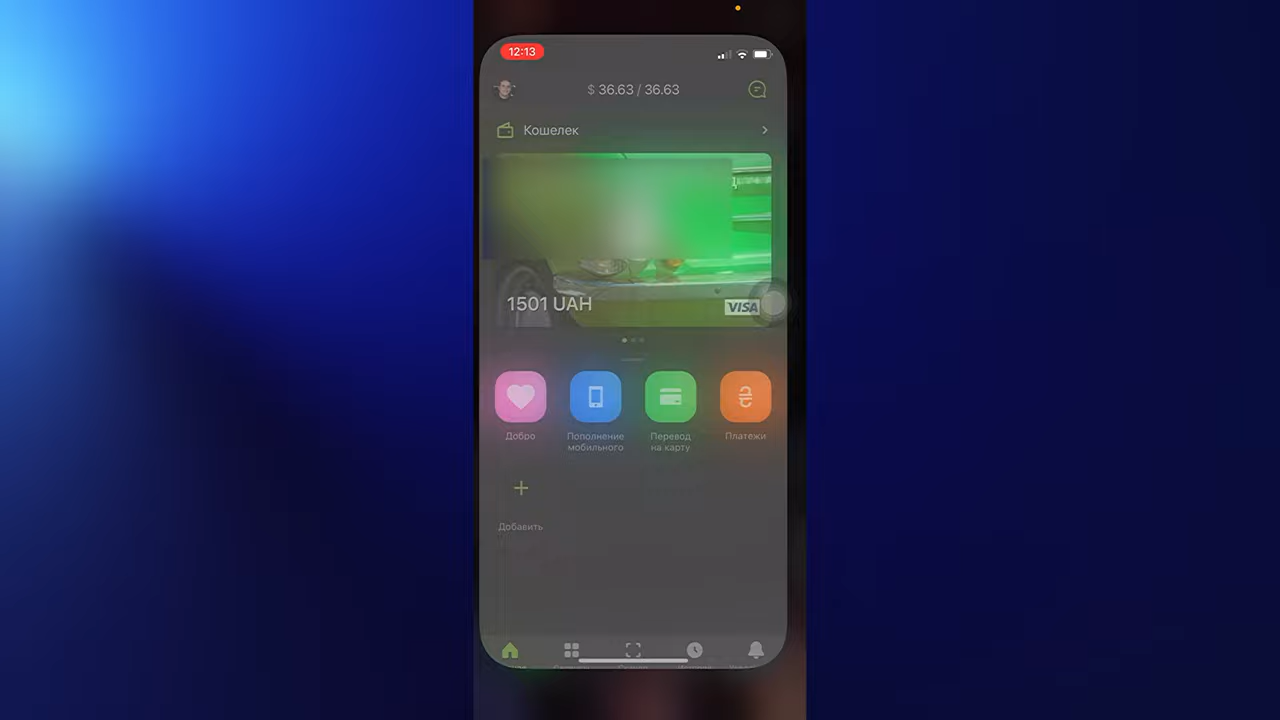 12:13
$ 36.63 / 36.63
Кошелек
1501 UAH
VISA
Добро
Пополнение
мобильного
Перевод
на карту
Платежи
Добавить